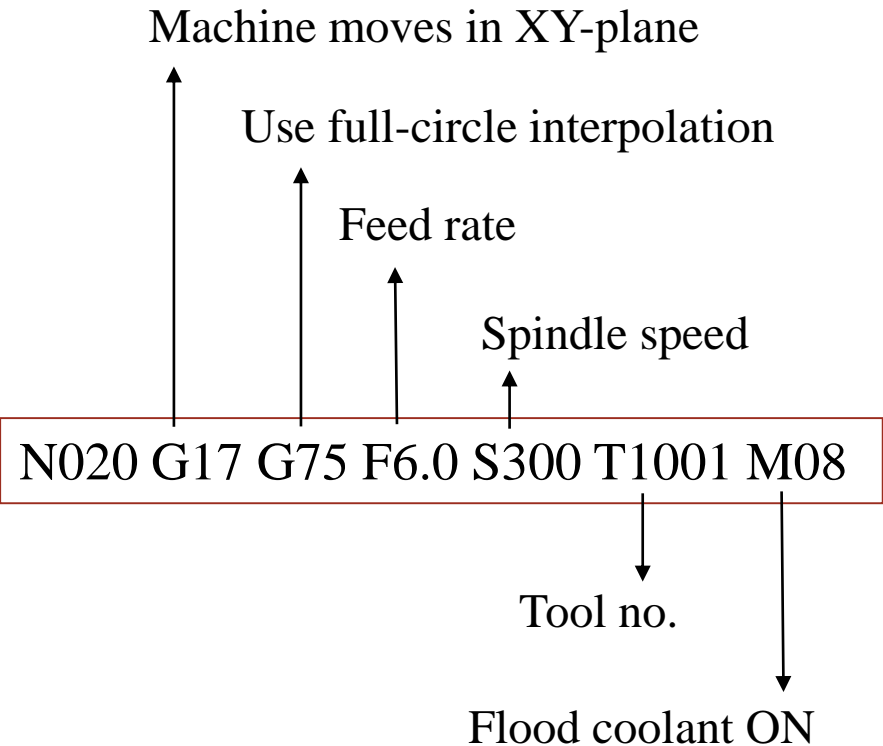 Machine moves in XY-plane
Use full-circle interpolation
Feed rate
Spindle speed
N020 G17 G75 F6.0 S300 T1001 M08
Tool no.
Flood coolant ON